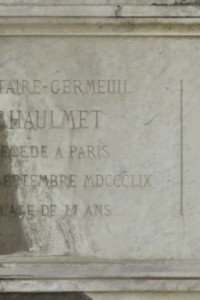 TAIRE-GERMEUIL
HAULMET
DÉCÉDÉ A PARIS
SEPTEMBRE MDCCCLIX
L'AGE DE 11 ANS